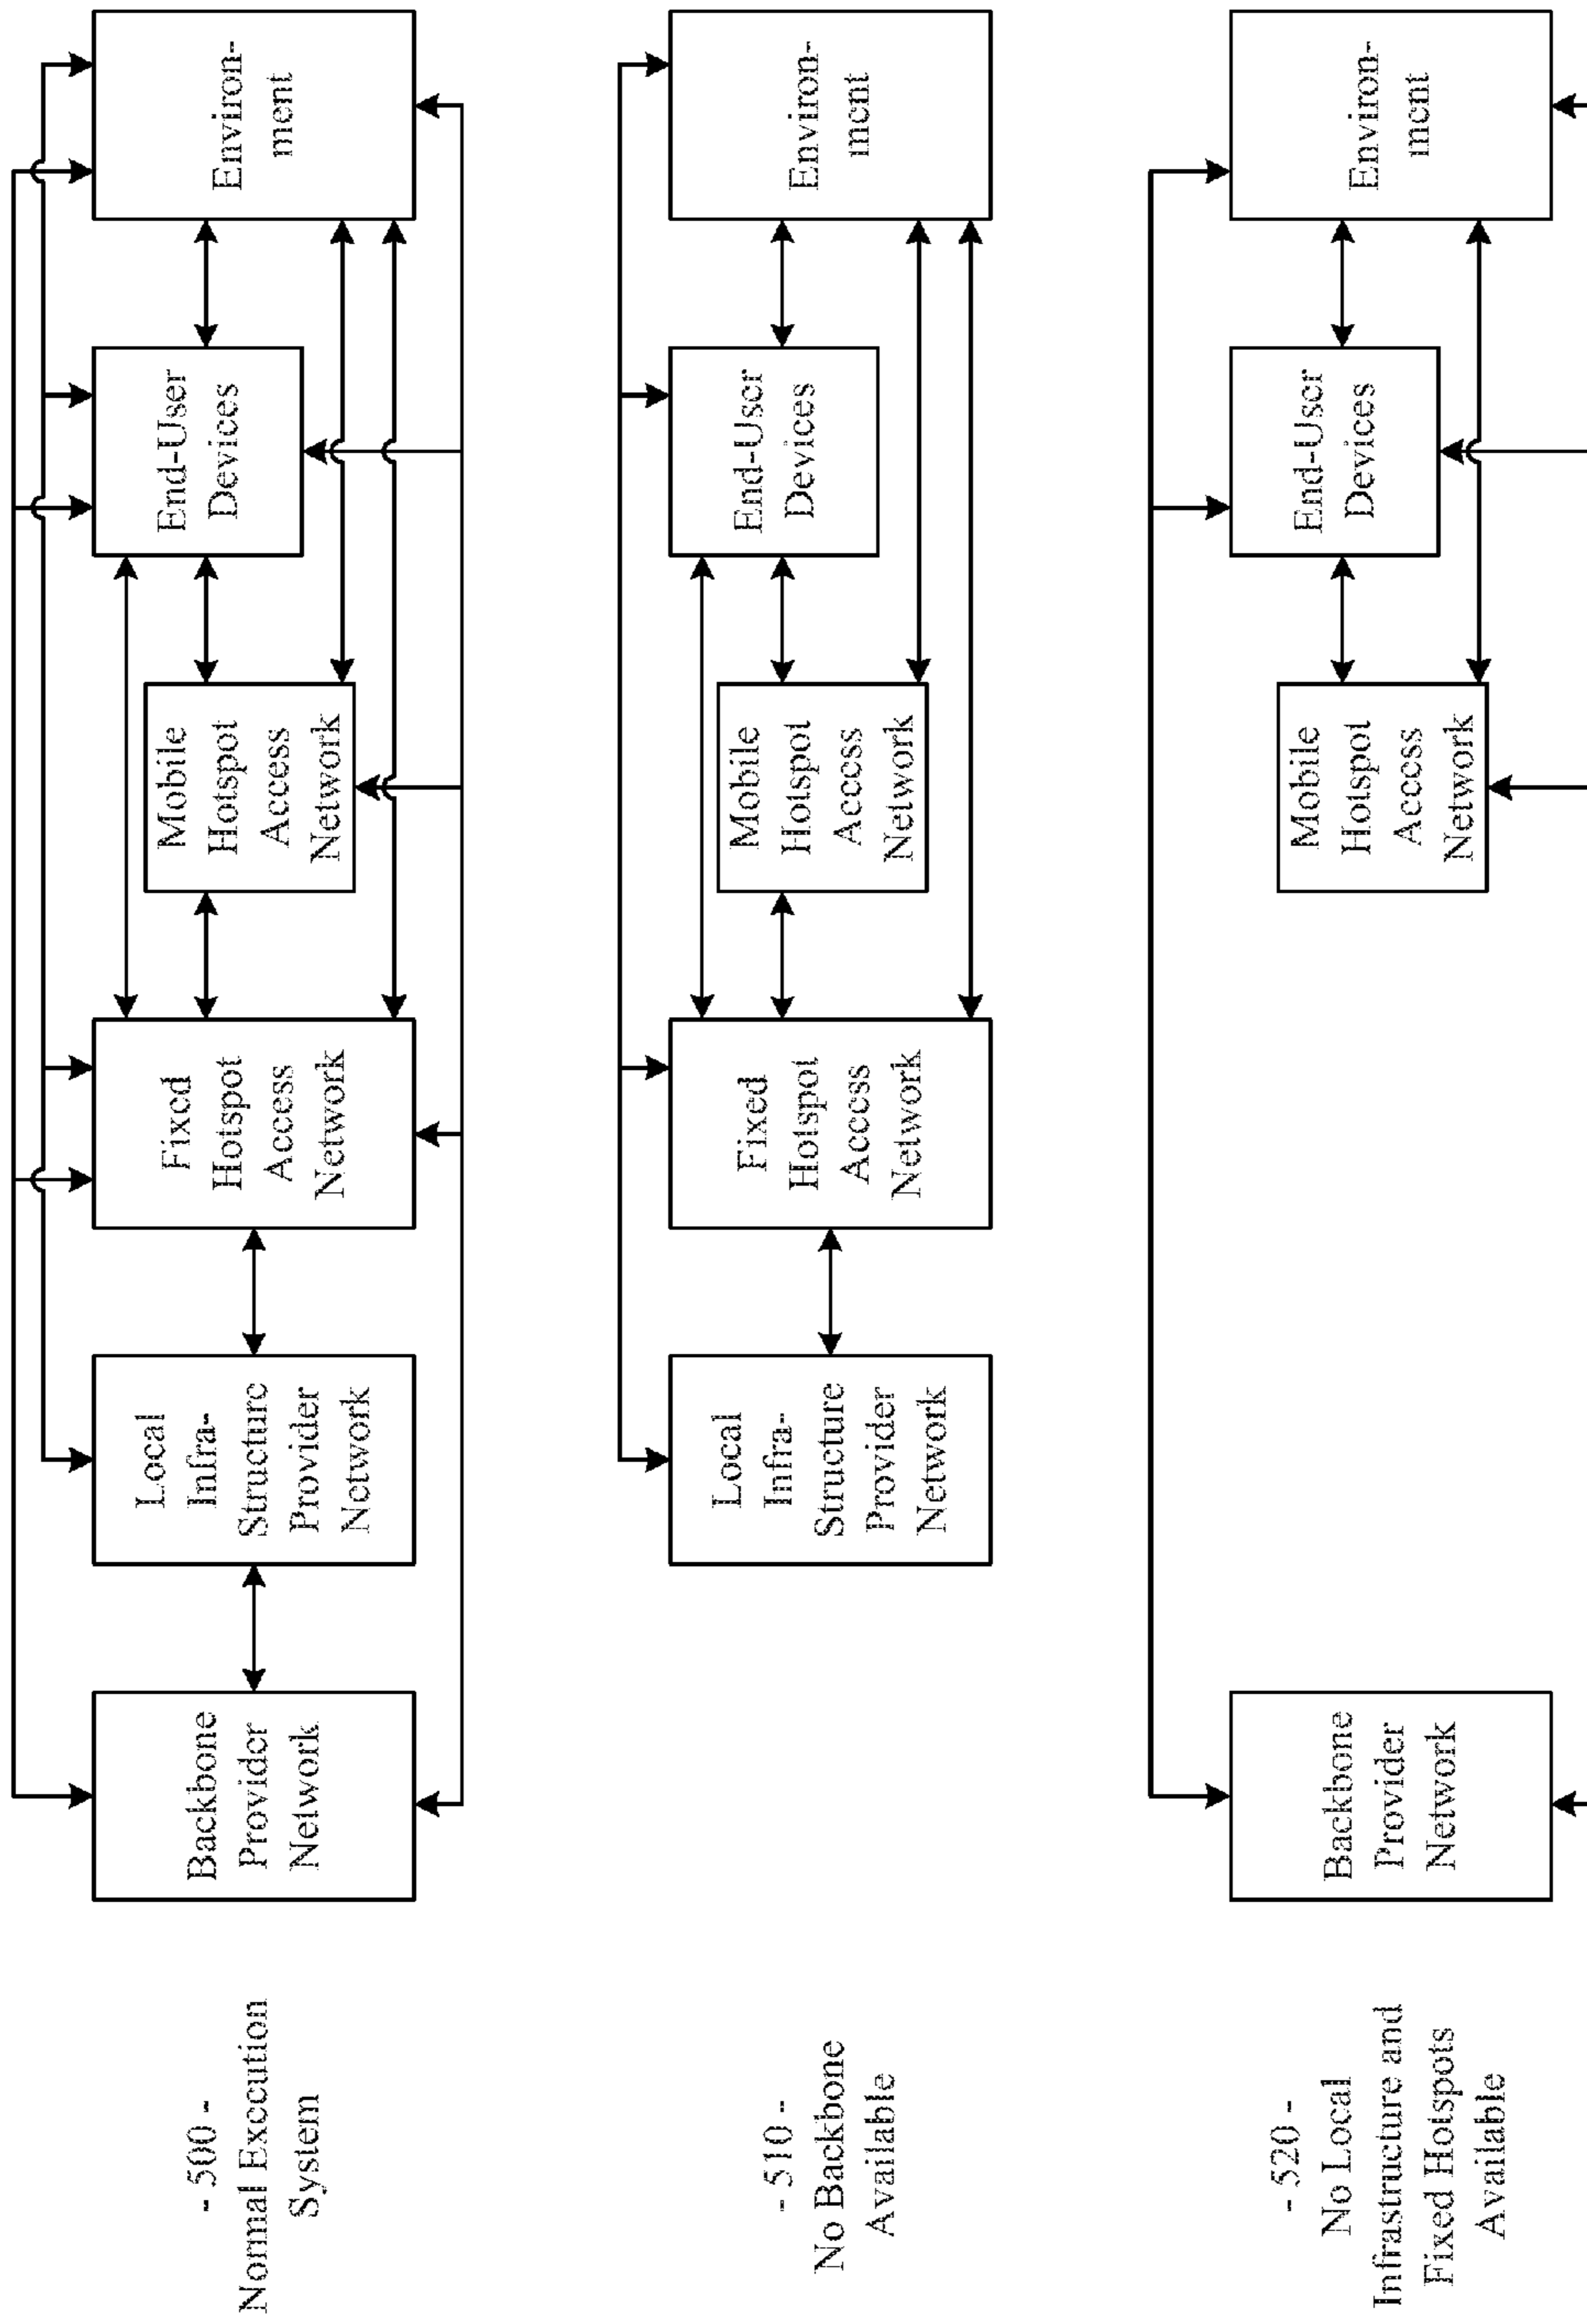 - 500 -
Normal Execution
System
Backbone
Provider
Network
Local
Infra-
Structure
Provider
Network
Fixed
Hotspot
Access
Network
Mobile
Hotspot
Access
Network
End-User
Devices
Environ-
ment
- 510 -
No Backbone
Available
Local
Infra-
Structure
Provider
Network
Fixed
Hotspot
Access
Network
Mobile
Hotspot
Access
Network
End-User
Devices
Environ-
ment
- 520 -
No Local
Infrastructure and
Fixed Hotspots
Available
Backbone
Provider
Network
Mobile
Hotspot
Access
Network
End-User
Devices
Environ-
ment